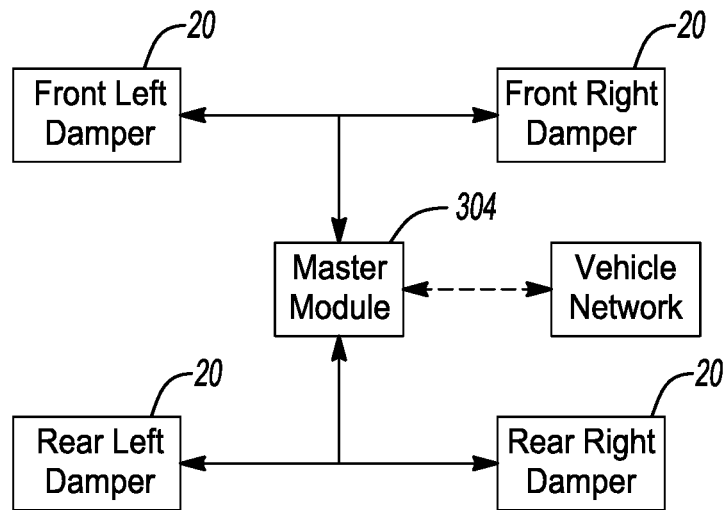 20
20
Front Left
Damper
Front Right
Damper
304
Master
Module
Vehicle
Network
20
20
Rear Left
Damper
Rear Right
Damper